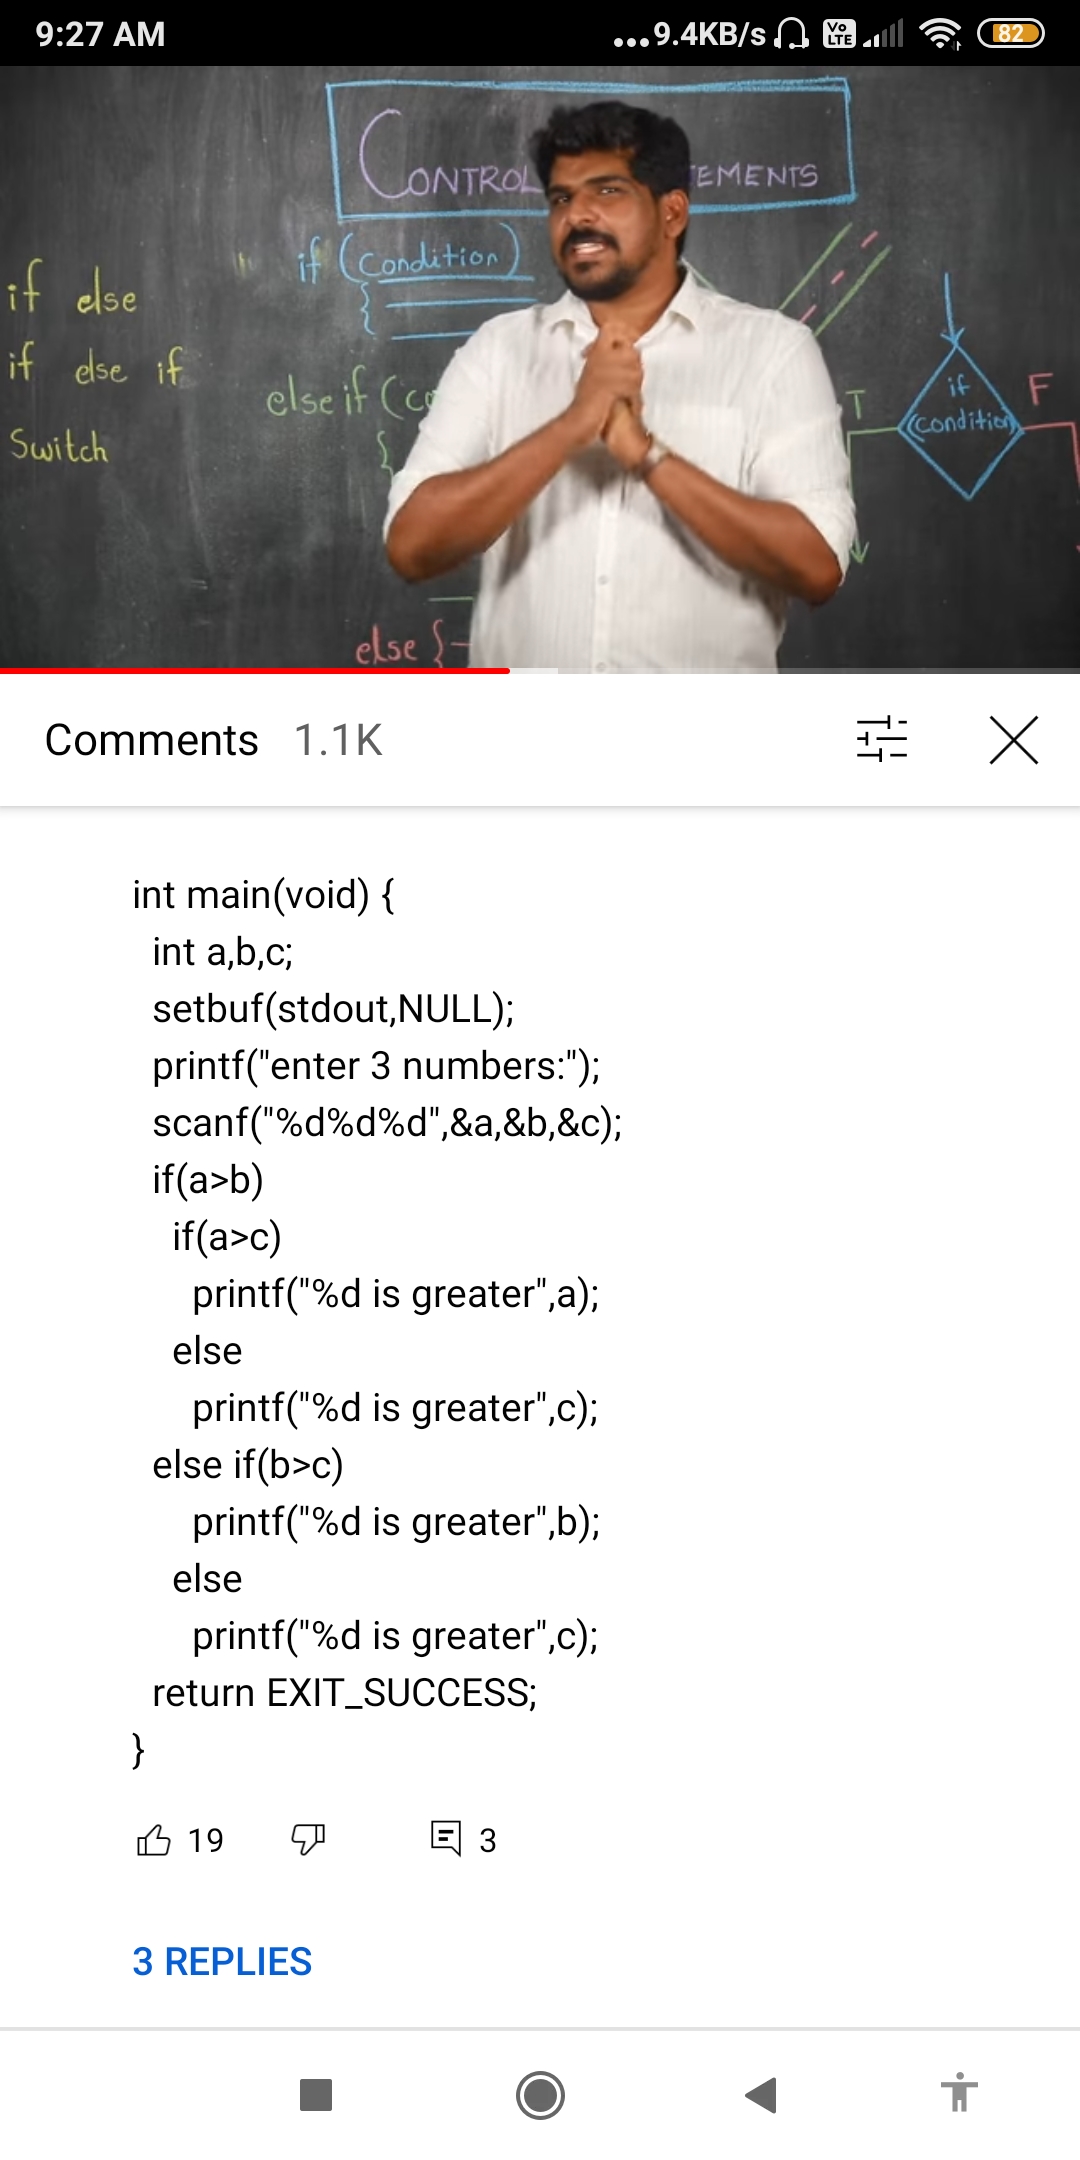 9:27 AM
...9.4KB/s Vo LTE 82
CONTROL TEMENTS
if (Condition)
{
if else
if else if
Switch
else if (co
{
else {
if
(condition)
T
F
Comments 1.1K
int main(void) {
int a,b,c;
setbuf(stdout,NULL);
printf("enter 3 numbers:");
scanf("%d%d%d",&a,&b,&c);
if(a>b)
if(a>c)
printf("%d is greater",a);
else
printf("%d is greater",c);
else if(b>c)
printf("%d is greater",b);
else
printf("%d is greater",c);
return EXIT_SUCCESS;
}
19 3
3 REPLIES